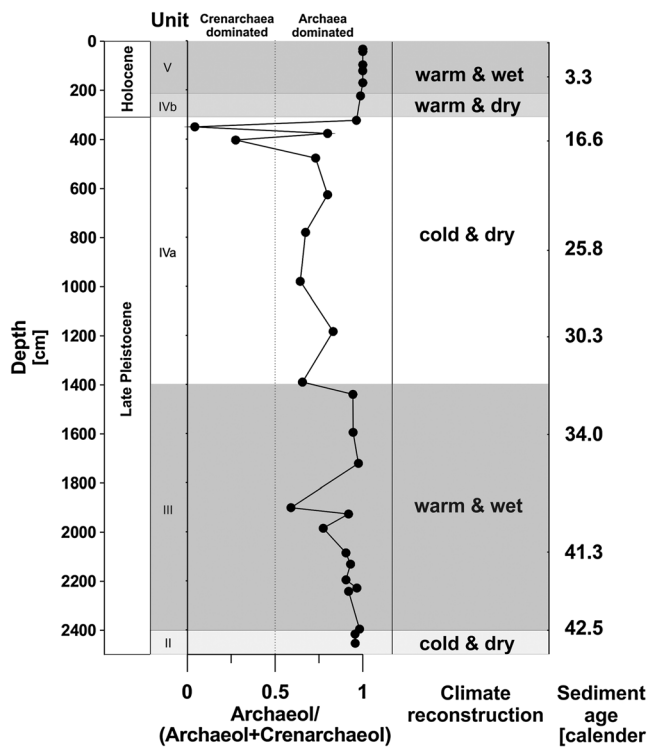 Unit
Crenarchaea Archaea
dominated dominated
0
200
400
600
800
1000
1200
1400
1600
1800
2000
2200
2400
Depth
[cm]
Holocene
Late Pleistocene
V
IVb
IVa
III
II
warm & wet
warm & dry
cold & dry
warm & wet
cold & dry
3.3
16.6
25.8
30.3
34.0
41.3
42.5
0 0.5 1
Archaeol/
(Archaeol+Crenarchaeol)
Climate
reconstruction
Sediment
age
[calender